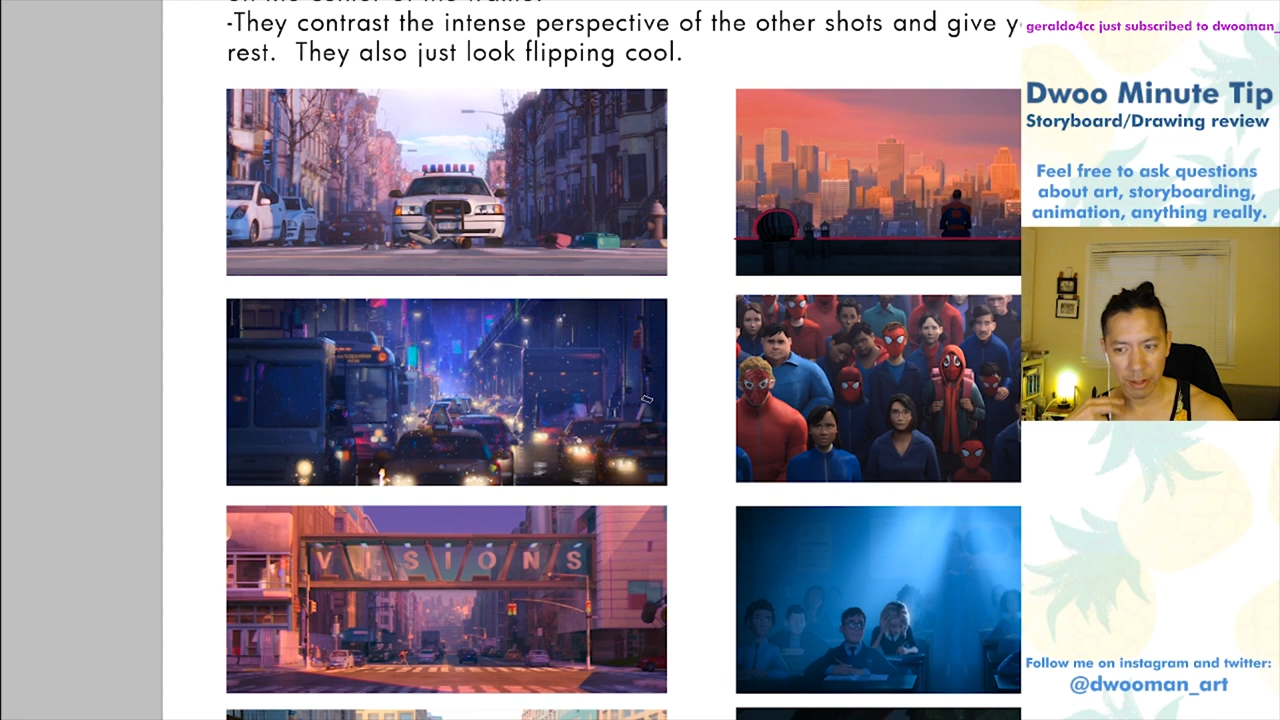 -They contrast the intense perspective of the other shots and give
rest. They also just look flipping cool.
geraldo4cc just subscribed to dwooman_
Dwoo Minute Tip
Storyboard/Drawing review
Feel free to ask questions
about art, storyboarding,
animation, anything really.
VISIONS
Follow me on instagram and twitter:
@dwooman_art